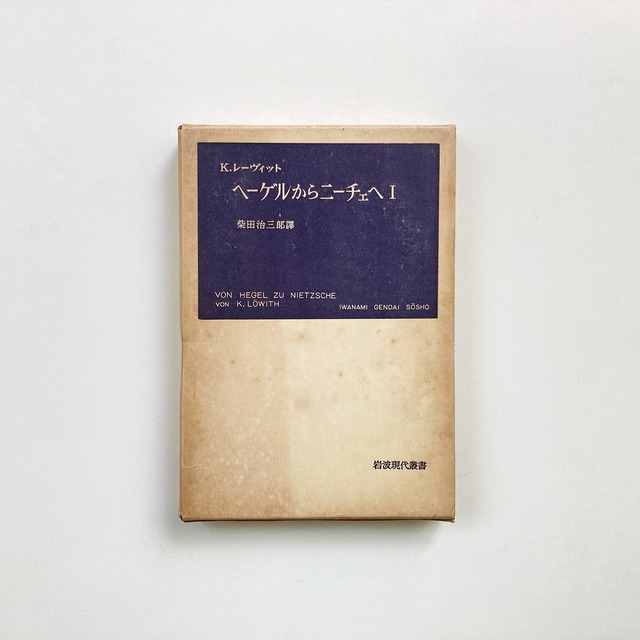 K.レーヴィット
ヘーゲルからニーチェへ I
柴田治三郎譯
VON HEGEL ZU NIETZSCHE
VON K.LÖWITH
IWANAMI GENDAI SŌSHO
岩波現代叢書